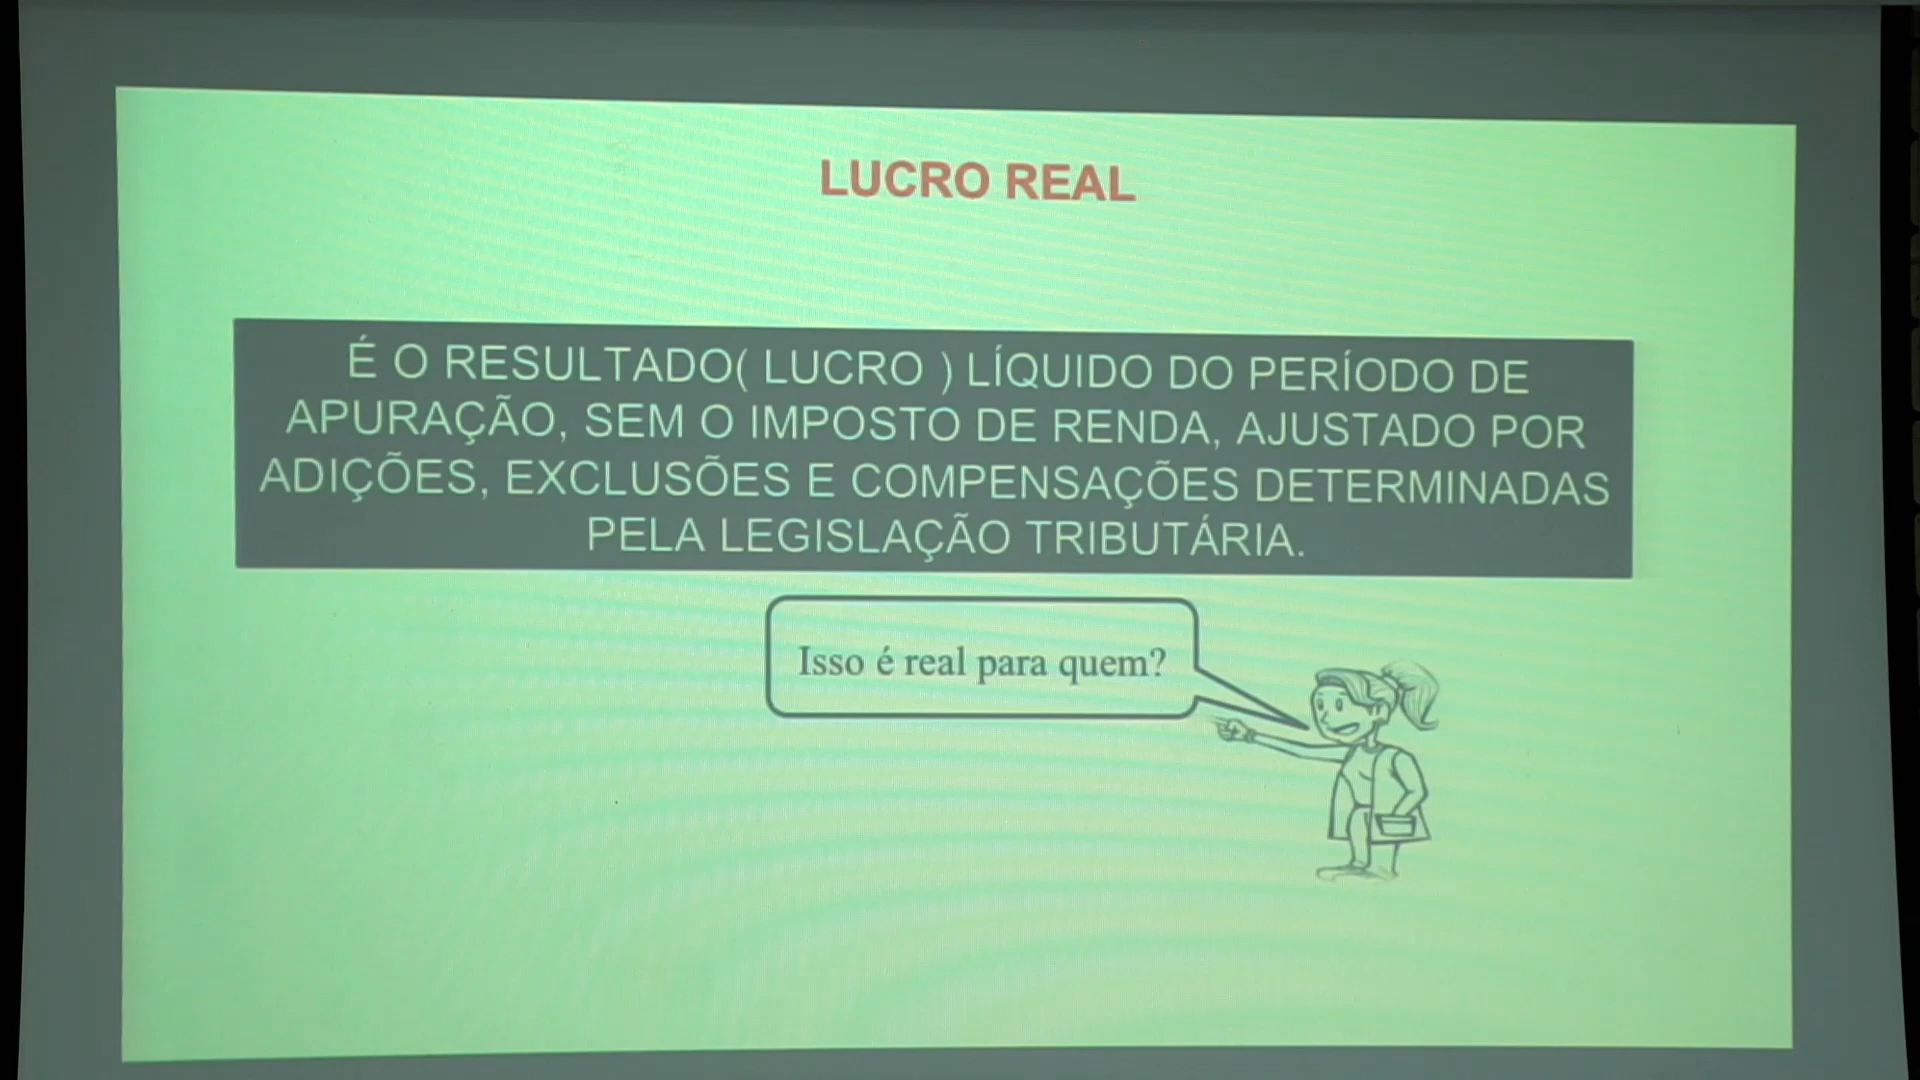 LUCRO REAL
É O RESULTADO( LUCRO ) LÍQUIDO DO PERÍODO DE
APURAÇÃO, SEM O IMPOSTO DE RENDA, AJUSTADO POR
ADIÇÕES, EXCLUSÕES E COMPENSAÇÕES DETERMINADAS
PELA LEGISLAÇÃO TRIBUTÁRIA.
Isso é real para quem?